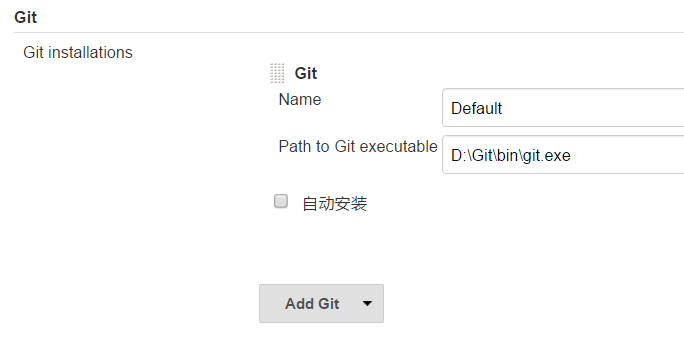 Git
Git installations
Git
Name
Default
Path to Git executable
D:\Git\bin\git.exe
自动安装
Add Git